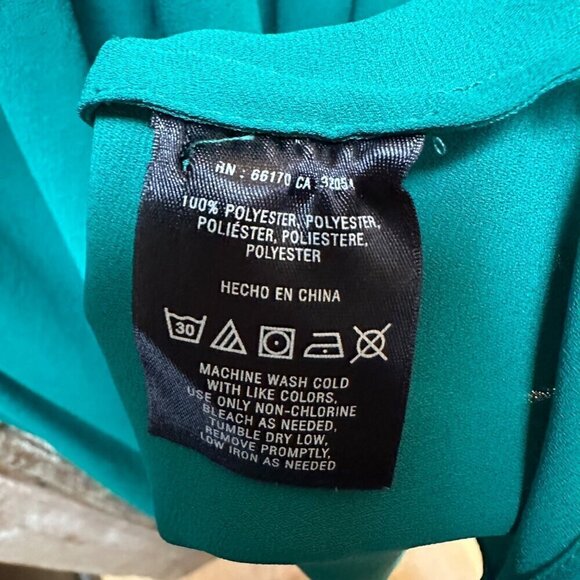 RN : 66170 CA
100% POLYESTER, POLYESTER,
POLIÉSTER, POLIESTERE,
POLYESTER
HECHO EN CHINA
30
MACHINE WASH COLD
WITH LIKE COLORS,
USE ONLY NON-CHLORINE
BLEACH AS NEEDED,
TUMBLE DRY LOW,
REMOVE PROMPTLY,
LOW IRON AS NEEDED